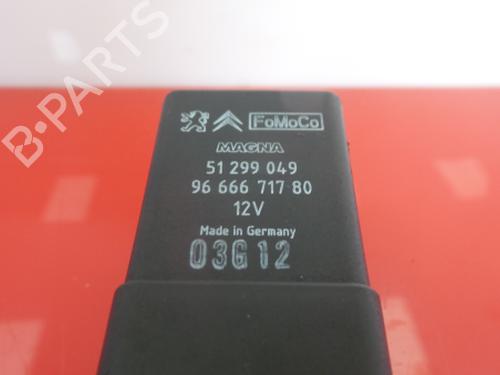 FoMoCo
MAGNA
51 299 049
96 666 717 80
12V
Made in Germany
03G12
B-PARTS